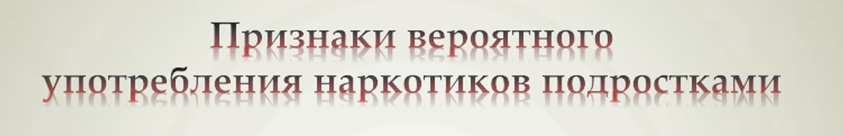 Признаки вероятного
употребления наркотиков подростками